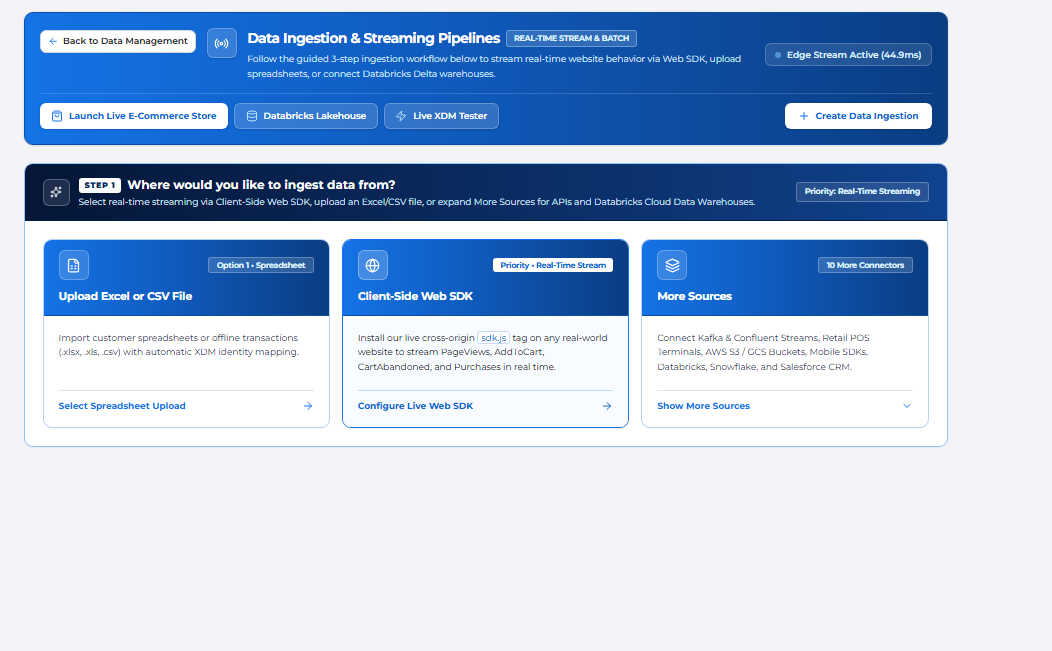 Back to Data Management
Data Ingestion & Streaming Pipelines REAL-TIME STREAM & BATCH
Follow the guided 3-step ingestion workflow below to stream real-time website behavior via Web SDK, upload
spreadsheets, or connect Databricks Delta warehouses.
Edge Stream Active (44.9ms)
Launch Live E-Commerce Store
Databricks Lakehouse
Live XDM Tester
Create Data Ingestion
STEP 1 Where would you like to ingest data from?
Select real-time streaming via Client-Side Web SDK, upload an Excel/CSV file, or expand More Sources for APIs and Databricks Cloud Data Warehouses.
Priority: Real-Time Streaming
Option 1 • Spreadsheet
Upload Excel or CSV File
Import customer spreadsheets or offline transactions
(.xlsx, .xls, .csv) with automatic XDM identity mapping.
Select Spreadsheet Upload
Priority • Real-Time Stream
Client-Side Web SDK
Install our live cross-origin sdk.js tag on any real-world
website to stream PageViews, AddToCart,
CartAbandoned, and Purchases in real time.
Configure Live Web SDK
10 More Connectors
More Sources
Connect Kafka & Confluent Streams, Retail POS
Terminals, AWS S3 / GCS Buckets, Mobile SDKs,
Databricks, Snowflake, and Salesforce CRM.
Show More Sources